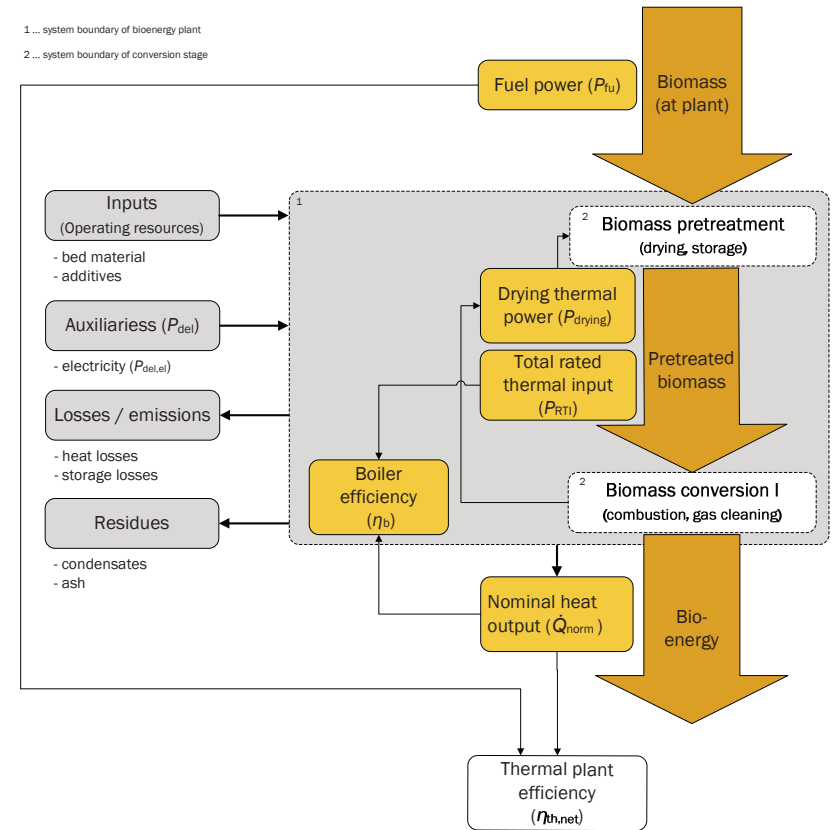 1 ... system boundary of bioenergy plant
2 ... system boundary of conversion stage
Fuel power (Pfu)
Biomass
(at plant)
Inputs
(Operating resources)
- bed material
- additives
Auxiliariess (Pdel)
- electricity (Pdel,el)
Losses / emissions
- heat losses
- storage losses
Residues
- condensates
- ash
1
2
Biomass pretreatment
(drying, storage)
Drying thermal
power (Pdrying)
Total rated
thermal input
(PRTI)
Pretreated
biomass
Boiler
efficiency
(ηb)
2
Biomass conversion I
(combustion, gas cleaning)
Nominal heat
output (Q̇norm )
Bio-
energy
Thermal plant
efficiency
(ηth,net)